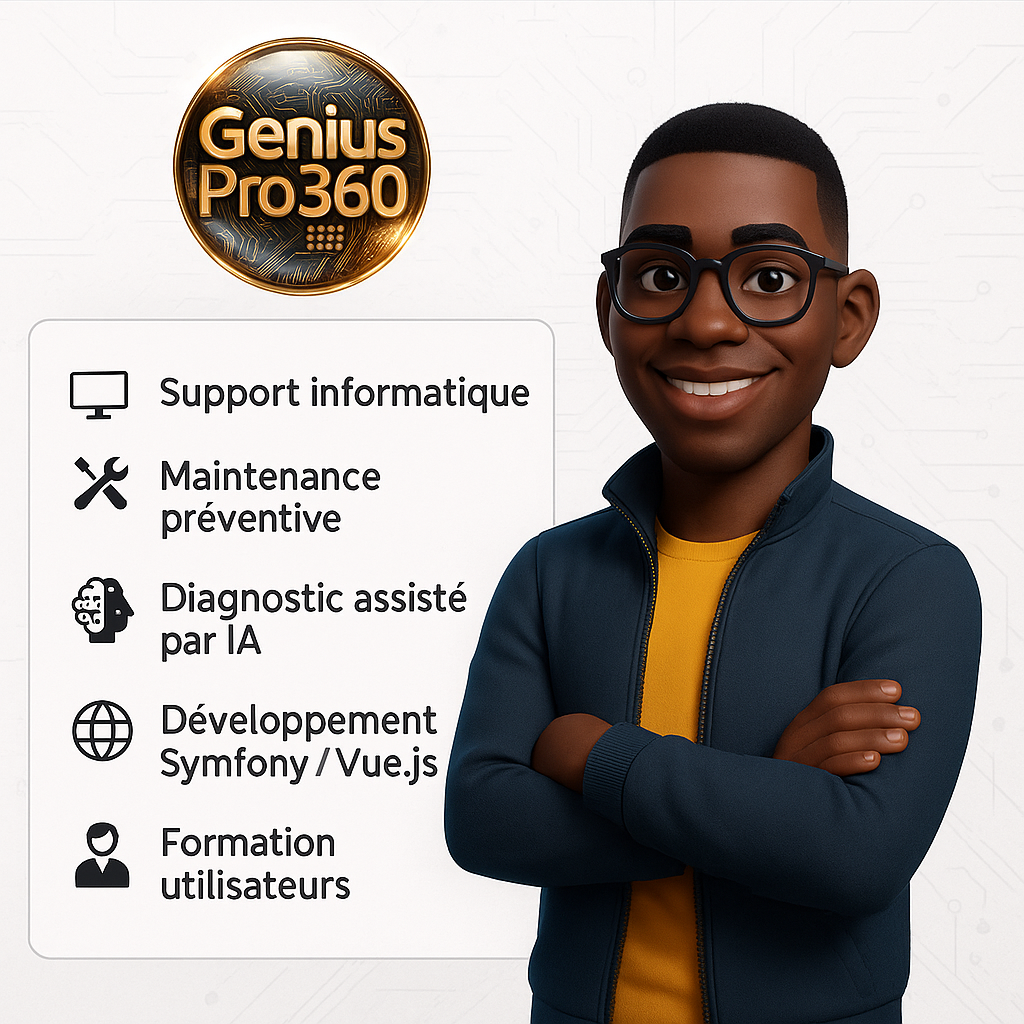 Genius
Pro360
Support informatique
Maintenance
préventive
Diagnostic assisté
par IA
Développement
Symfony / Vue.js
Formation
utilisateurs